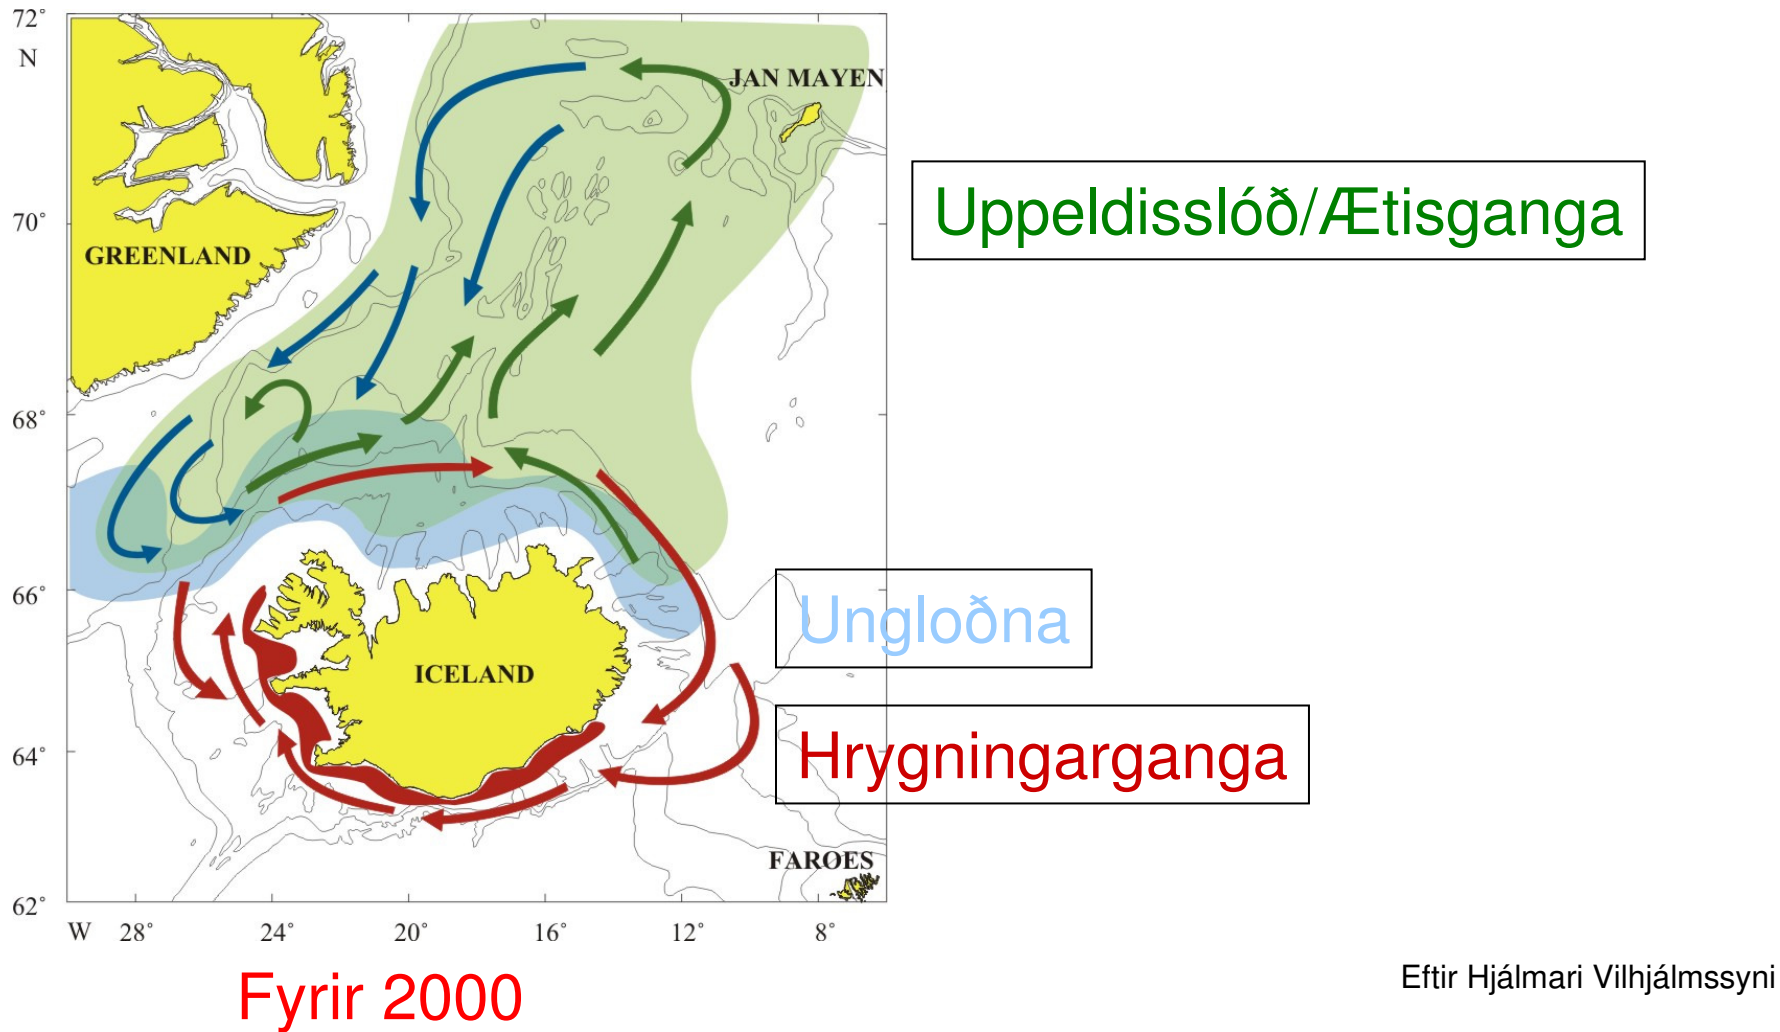 72°
N
JAN MAYEN
Uppeldisslóð/Ætisganga
70°
GREENLAND
68°
66°
Ungloðna
ICELAND
Hrygningarganga
64°
FAROES
62°
W 28° 24° 20° 16° 12° 8°
Fyrir 2000
Eftir Hjálmari Vilhjálmssyni